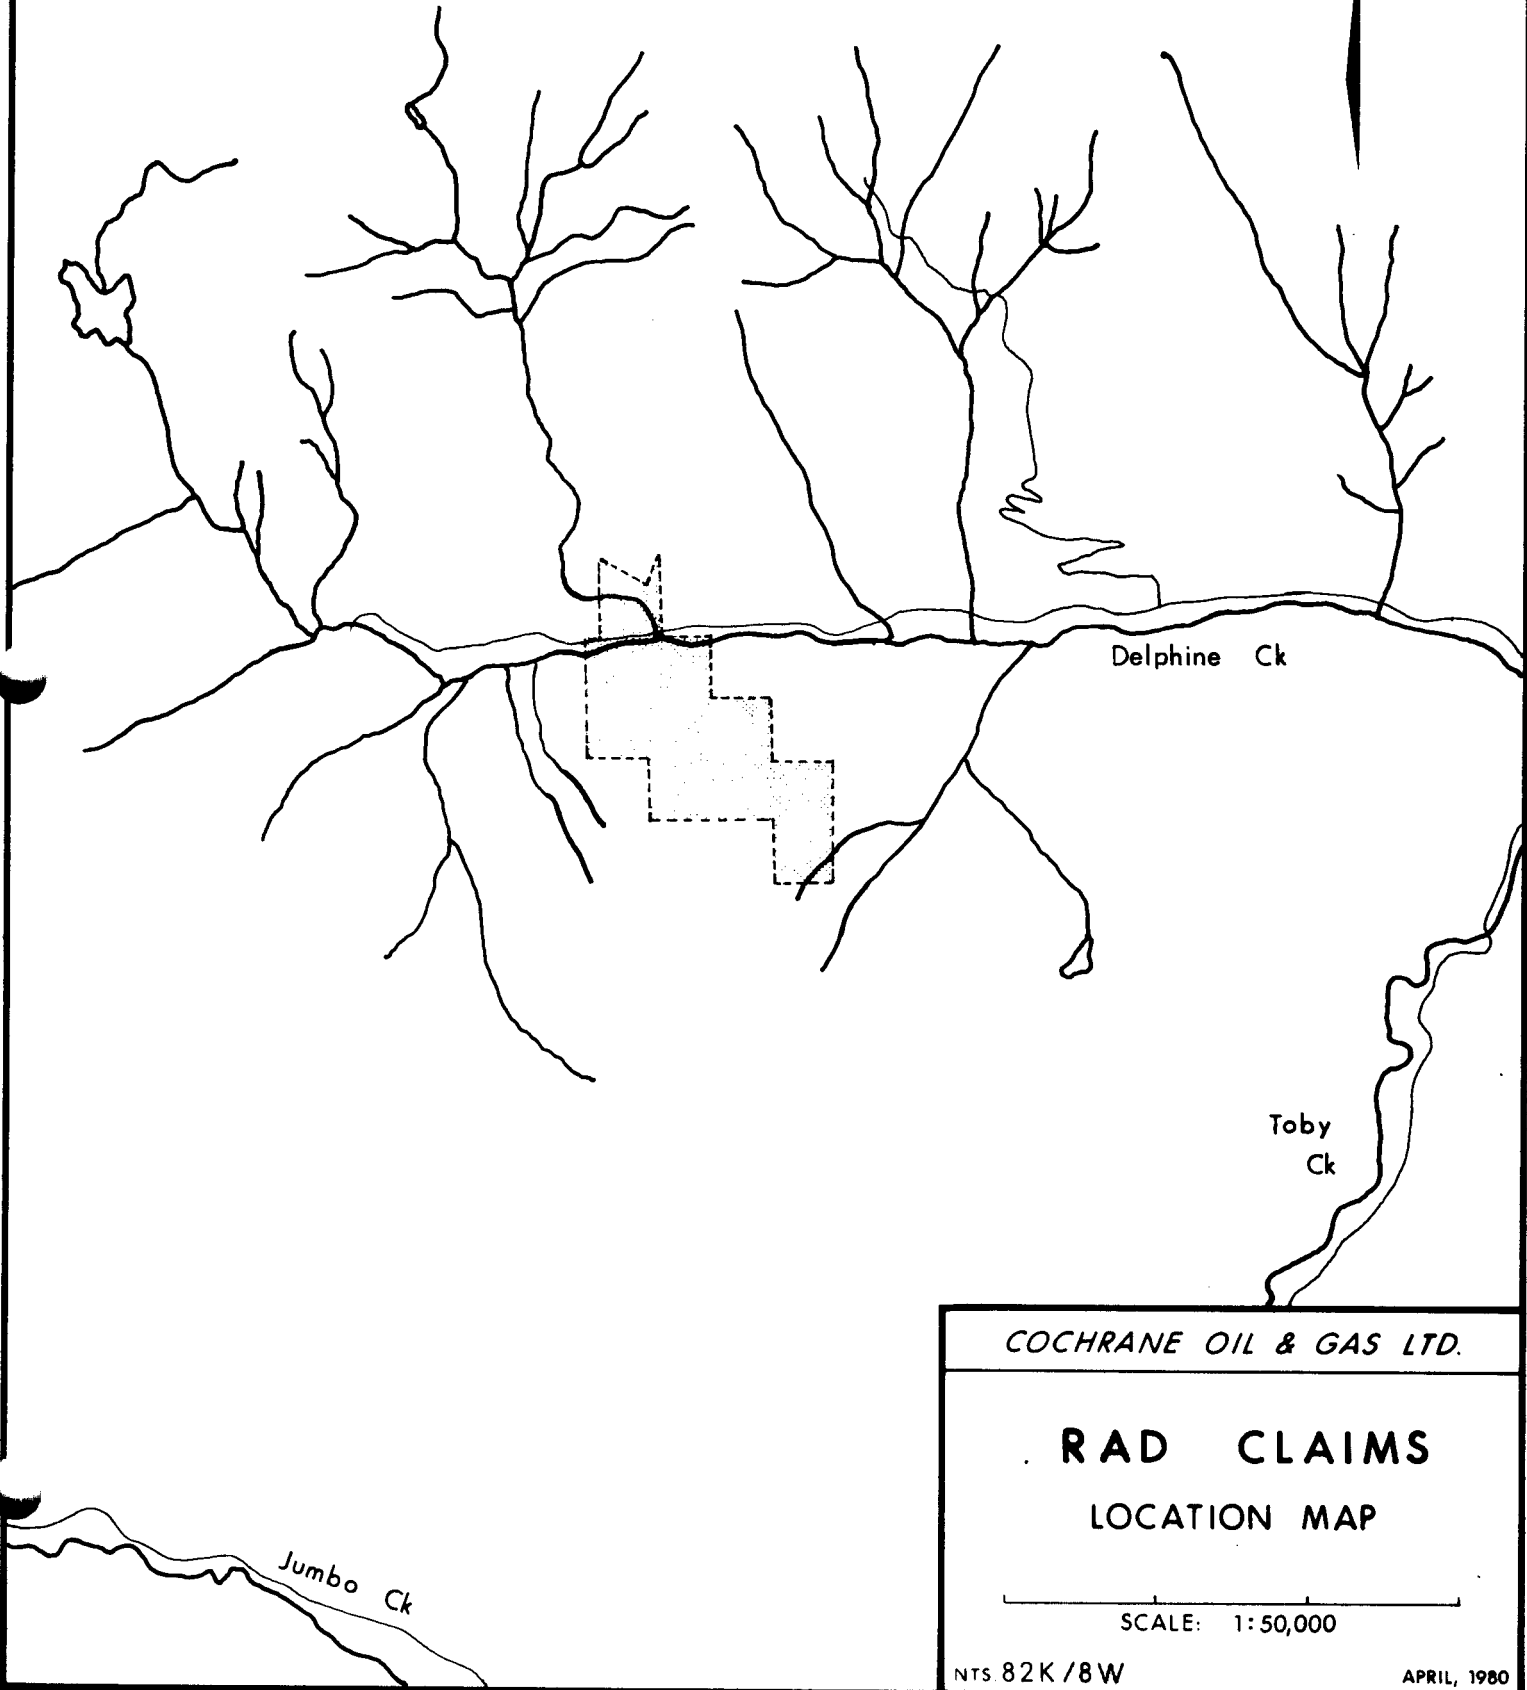 Delphine Ck
Toby
Ck
Jumbo Ck
COCHRANE OIL & GAS LTD.
RAD CLAIMS
LOCATION MAP
SCALE: 1:50,000
NTS. 82K/8W
APRIL, 1980